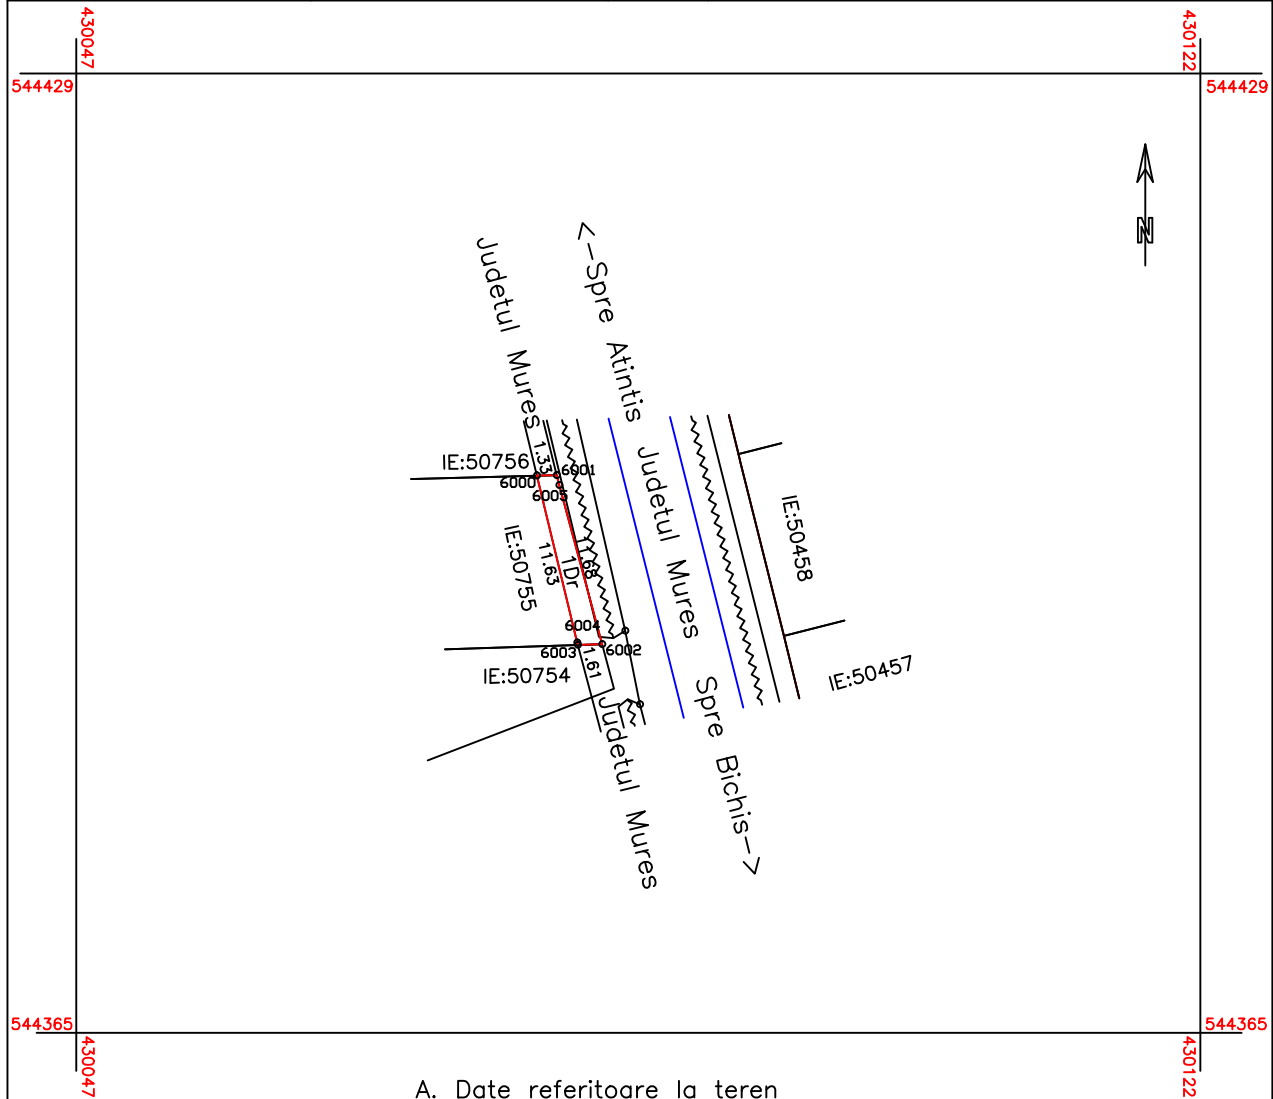 430047
430122
544429
544429
N
<-Spre Atintis
Judetul Mures
Judetul Mures
IE:50756
1.33
6001
6000
6005
IE:50755
11.63
1Dr
11.68
IE:50458
6004
6003
6002
1.61
IE:50754
IE:50457
Judetul Mures
Spre Bichis->
544365
544365
430047
430122
A. Date referitoare la teren